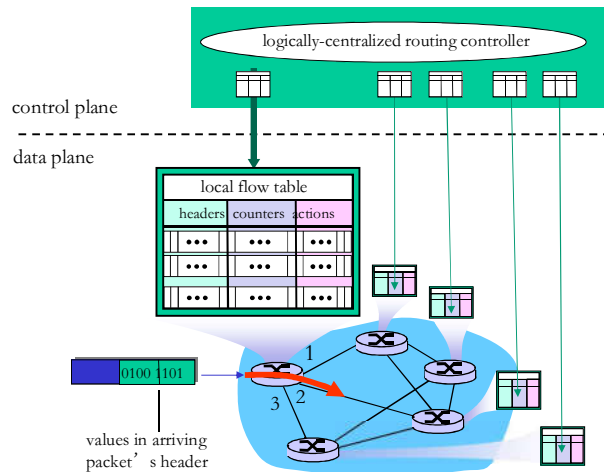 logically-centralized routing controller
control plane
data plane
local flow table
headers counters actions
0100 1101
1
2
3
values in arriving
packet’ s header